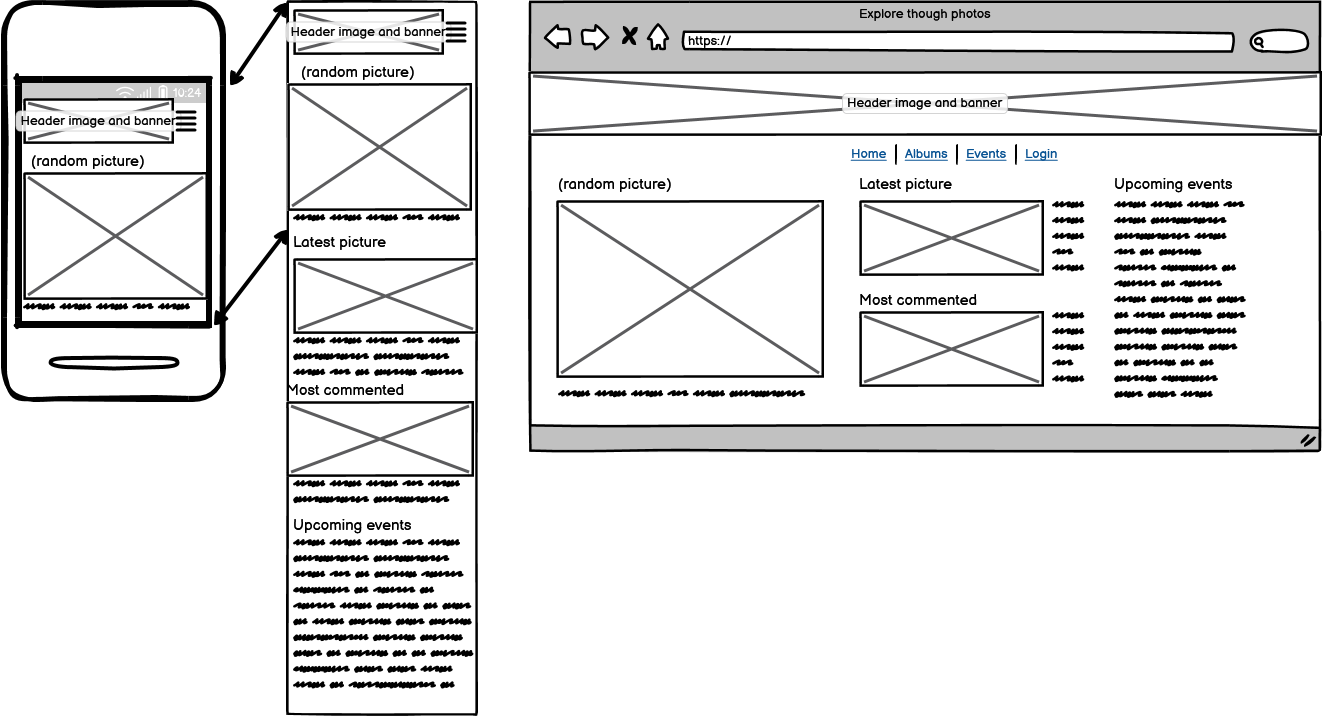 10:24
Header image and banner
(random picture)
Header image and banner
(random picture)
Latest picture
Most commented
Upcoming events
Explore though photos
https://
Header image and banner
Home Albums Events Login
(random picture)
Latest picture
Most commented
Upcoming events